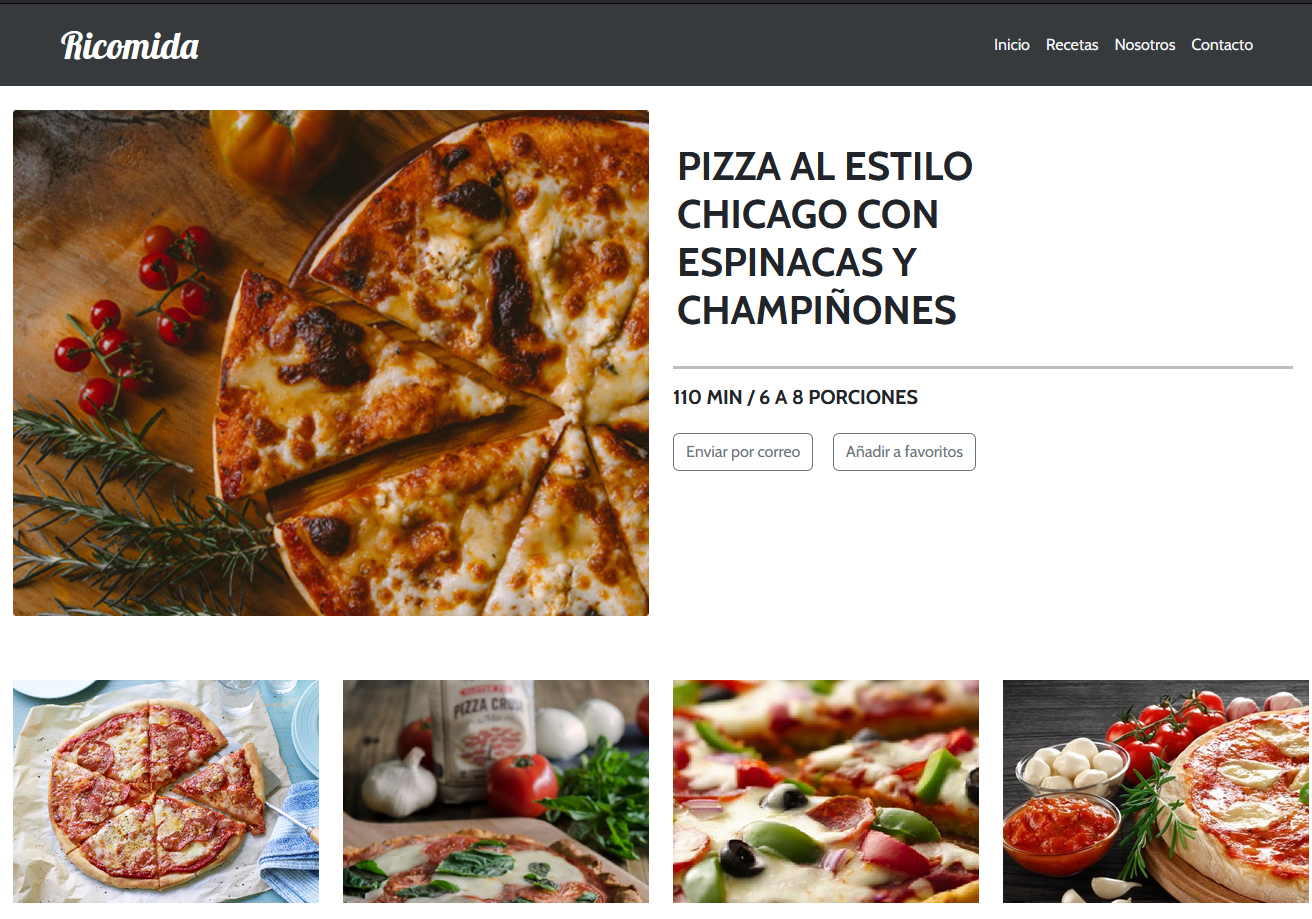 Ricomida
Inicio Recetas Nosotros Contacto
PIZZA AL ESTILO
CHICAGO CON
ESPINACAS Y
CHAMPIÑONES
110 MIN / 6 A 8 PORCIONES
Enviar por correo Añadir a favoritos
PIZZA